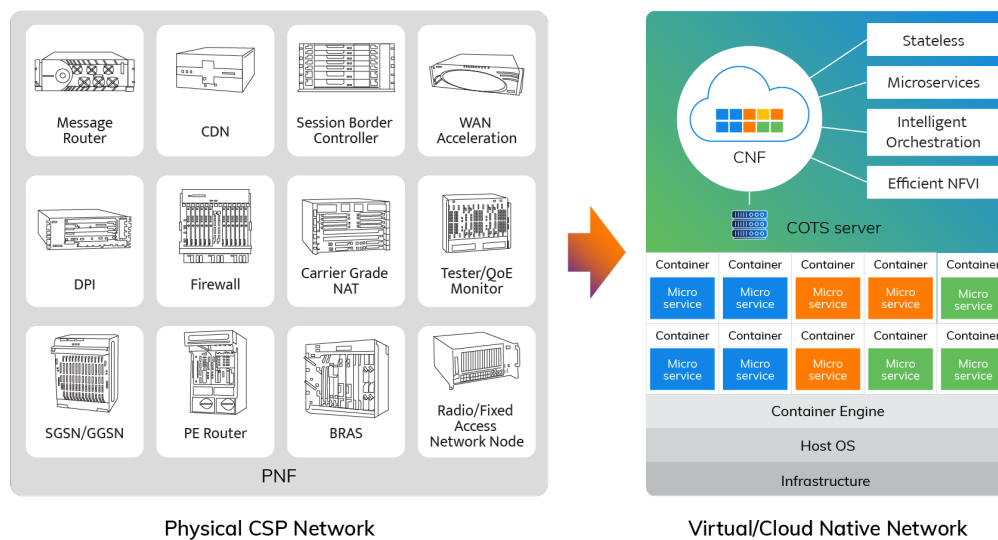 Message
Router
CDN
Session Border
Controller
WAN
Acceleration
DPI
Firewall
Carrier Grade
NAT
Tester/QoE
Monitor
SGSN/GGSN
PE Router
BRAS
Radio/Fixed
Access
Network Node
PNF
Physical CSP Network
Stateless
Microservices
Intelligent
Orchestration
Efficient NFVI
CNF
COTS server
Container Container Container Container Container
Micro Micro Micro Micro Micro
service service service service service
Container Container Container Container Container
Micro Micro Micro Micro Micro
service service service service service
Container Engine
Host OS
Infrastructure
Virtual/Cloud Native Network